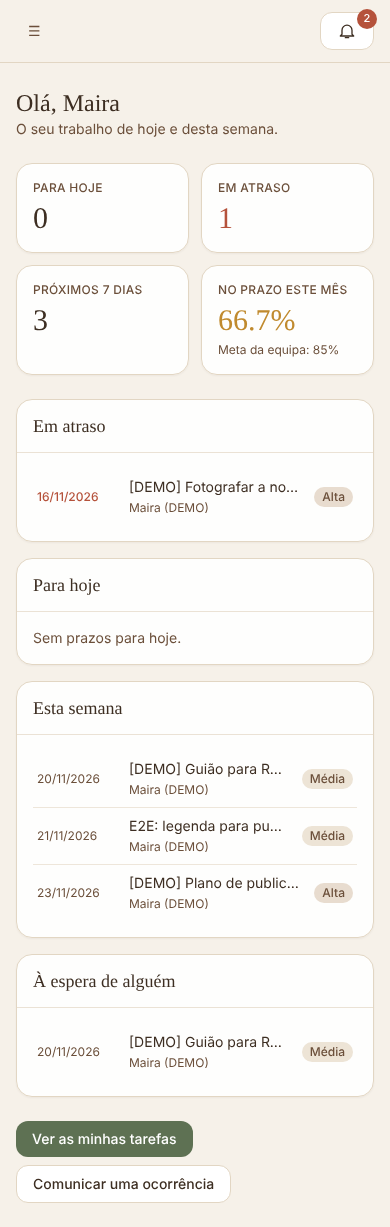 ☰
2
Olá, Maira
O seu trabalho de hoje e desta semana.
PARA HOJE
0
EM ATRASO
1
PRÓXIMOS 7 DIAS
3
NO PRAZO ESTE MÊS
66.7%
Meta da equipa: 85%
Em atraso
16/11/2026
[DEMO] Fotografar a no...
Maira (DEMO)
Alta
Para hoje
Sem prazos para hoje.
Esta semana
20/11/2026
[DEMO] Guião para R...
Maira (DEMO)
Média
21/11/2026
E2E: legenda para pu...
Maira (DEMO)
Média
23/11/2026
[DEMO] Plano de public...
Maira (DEMO)
Alta
À espera de alguém
20/11/2026
[DEMO] Guião para R...
Maira (DEMO)
Média
Ver as minhas tarefas
Comunicar uma ocorrência